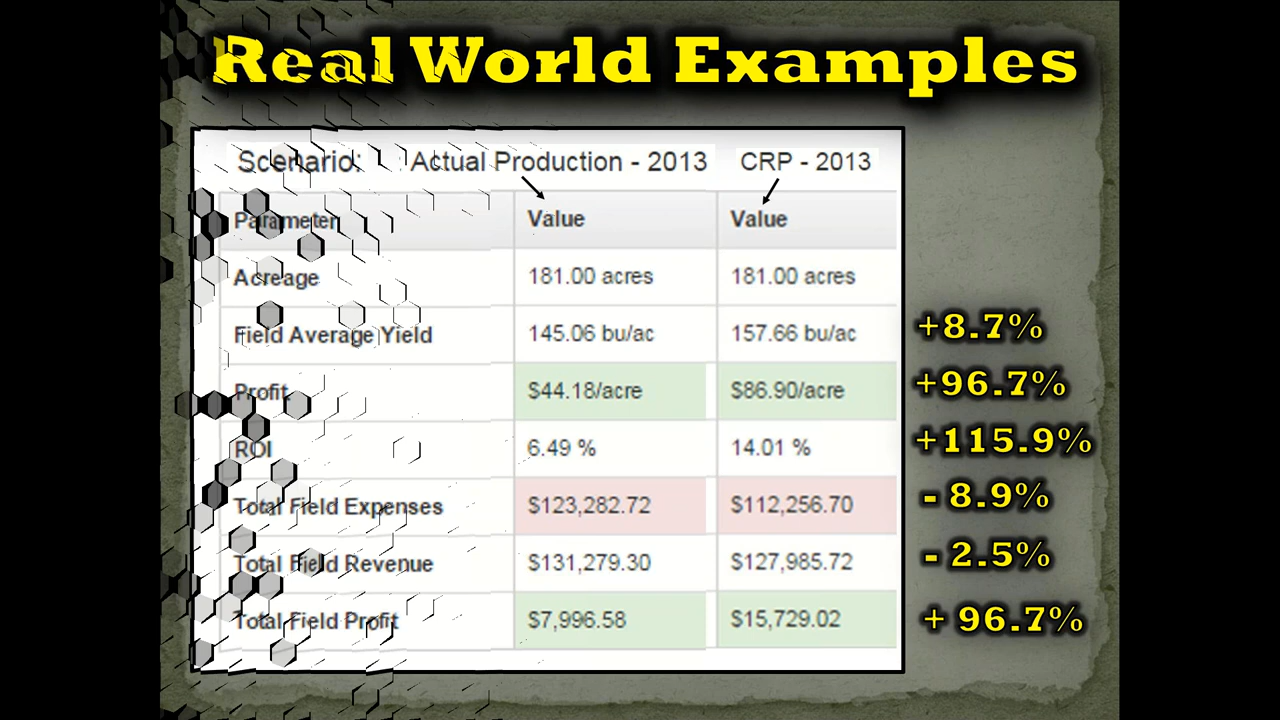 Real World Examples
Scenario: Actual Production - 2013 CRP - 2013
Parameter Value Value
Acreage 181.00 acres 181.00 acres
Field Average Yield 145.06 bu/ac 157.66 bu/ac +8.7%
Profit $44.18/acre $86.90/acre +96.7%
ROI 6.49 % 14.01 % +115.9%
Total Field Expenses $123,282.72 $112,256.70 - 8.9%
Total Field Revenue $131,279.30 $127,985.72 - 2.5%
Total Field Profit $7,996.58 $15,729.02 + 96.7%